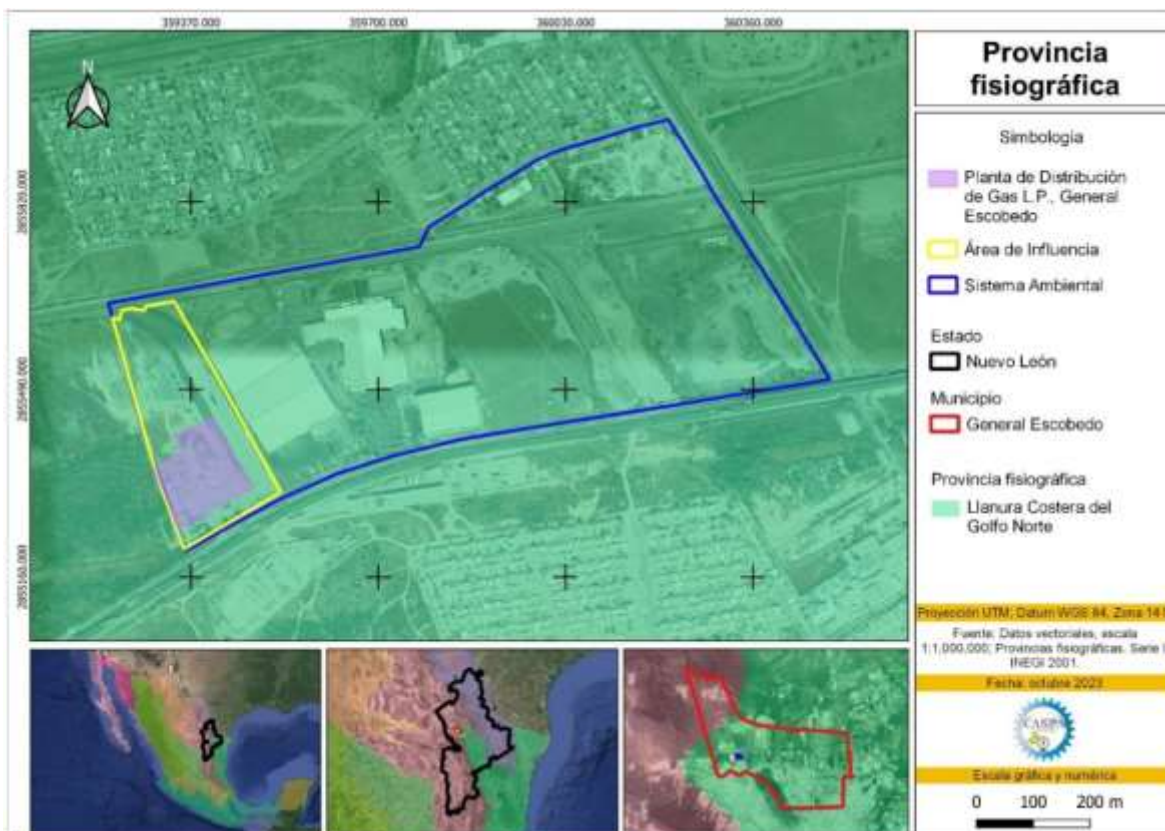 359370.000
359700.000
360030.000
360360.000
2855820.000
2855490.000
2855160.000
N
Provincia
fisiográfica
Simbología
Planta de Distribución
de Gas L.P., General
Escobedo
Área de Influencia
Sistema Ambiental
Estado
Nuevo León
Municipio
General Escobedo
Provincia fisiográfica
Llanura Costera del
Golfo Norte
Proyección UTM; Datum WGS 84, Zona 14
Fuente: Datos vectoriales, escala
1:1,000,000; Provincias fisiográficas. Serie I
INEGI 2001.
Fecha: octubre 2023
Escala gráfica y numérica
0 100 200 m